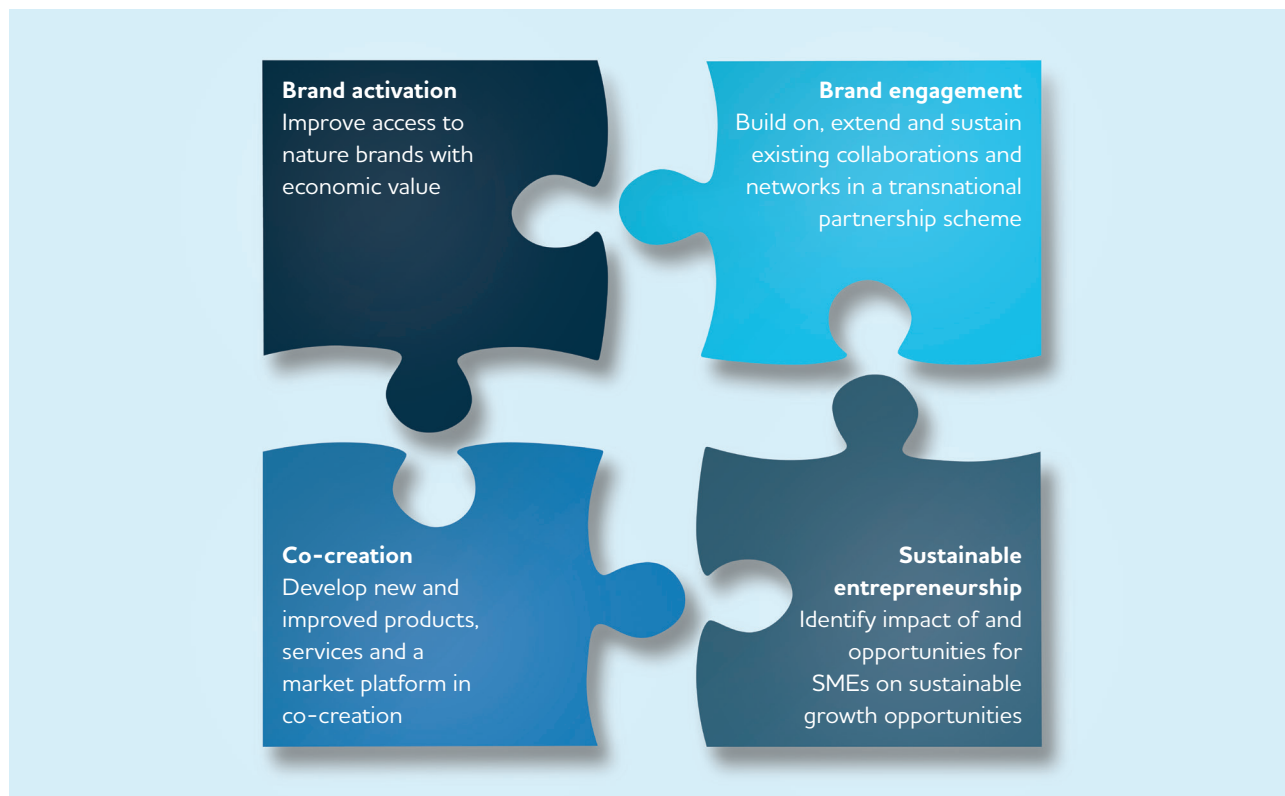 Brand activation
Improve access to
nature brands with
economic value
Brand engagement
Build on, extend and sustain
existing collaborations and
networks in a transnational
partnership scheme
Co-creation
Develop new and
improved products,
services and a
market platform in
co-creation
Sustainable
entrepreneurship
Identify impact of and
opportunities for
SMEs on sustainable
growth opportunities